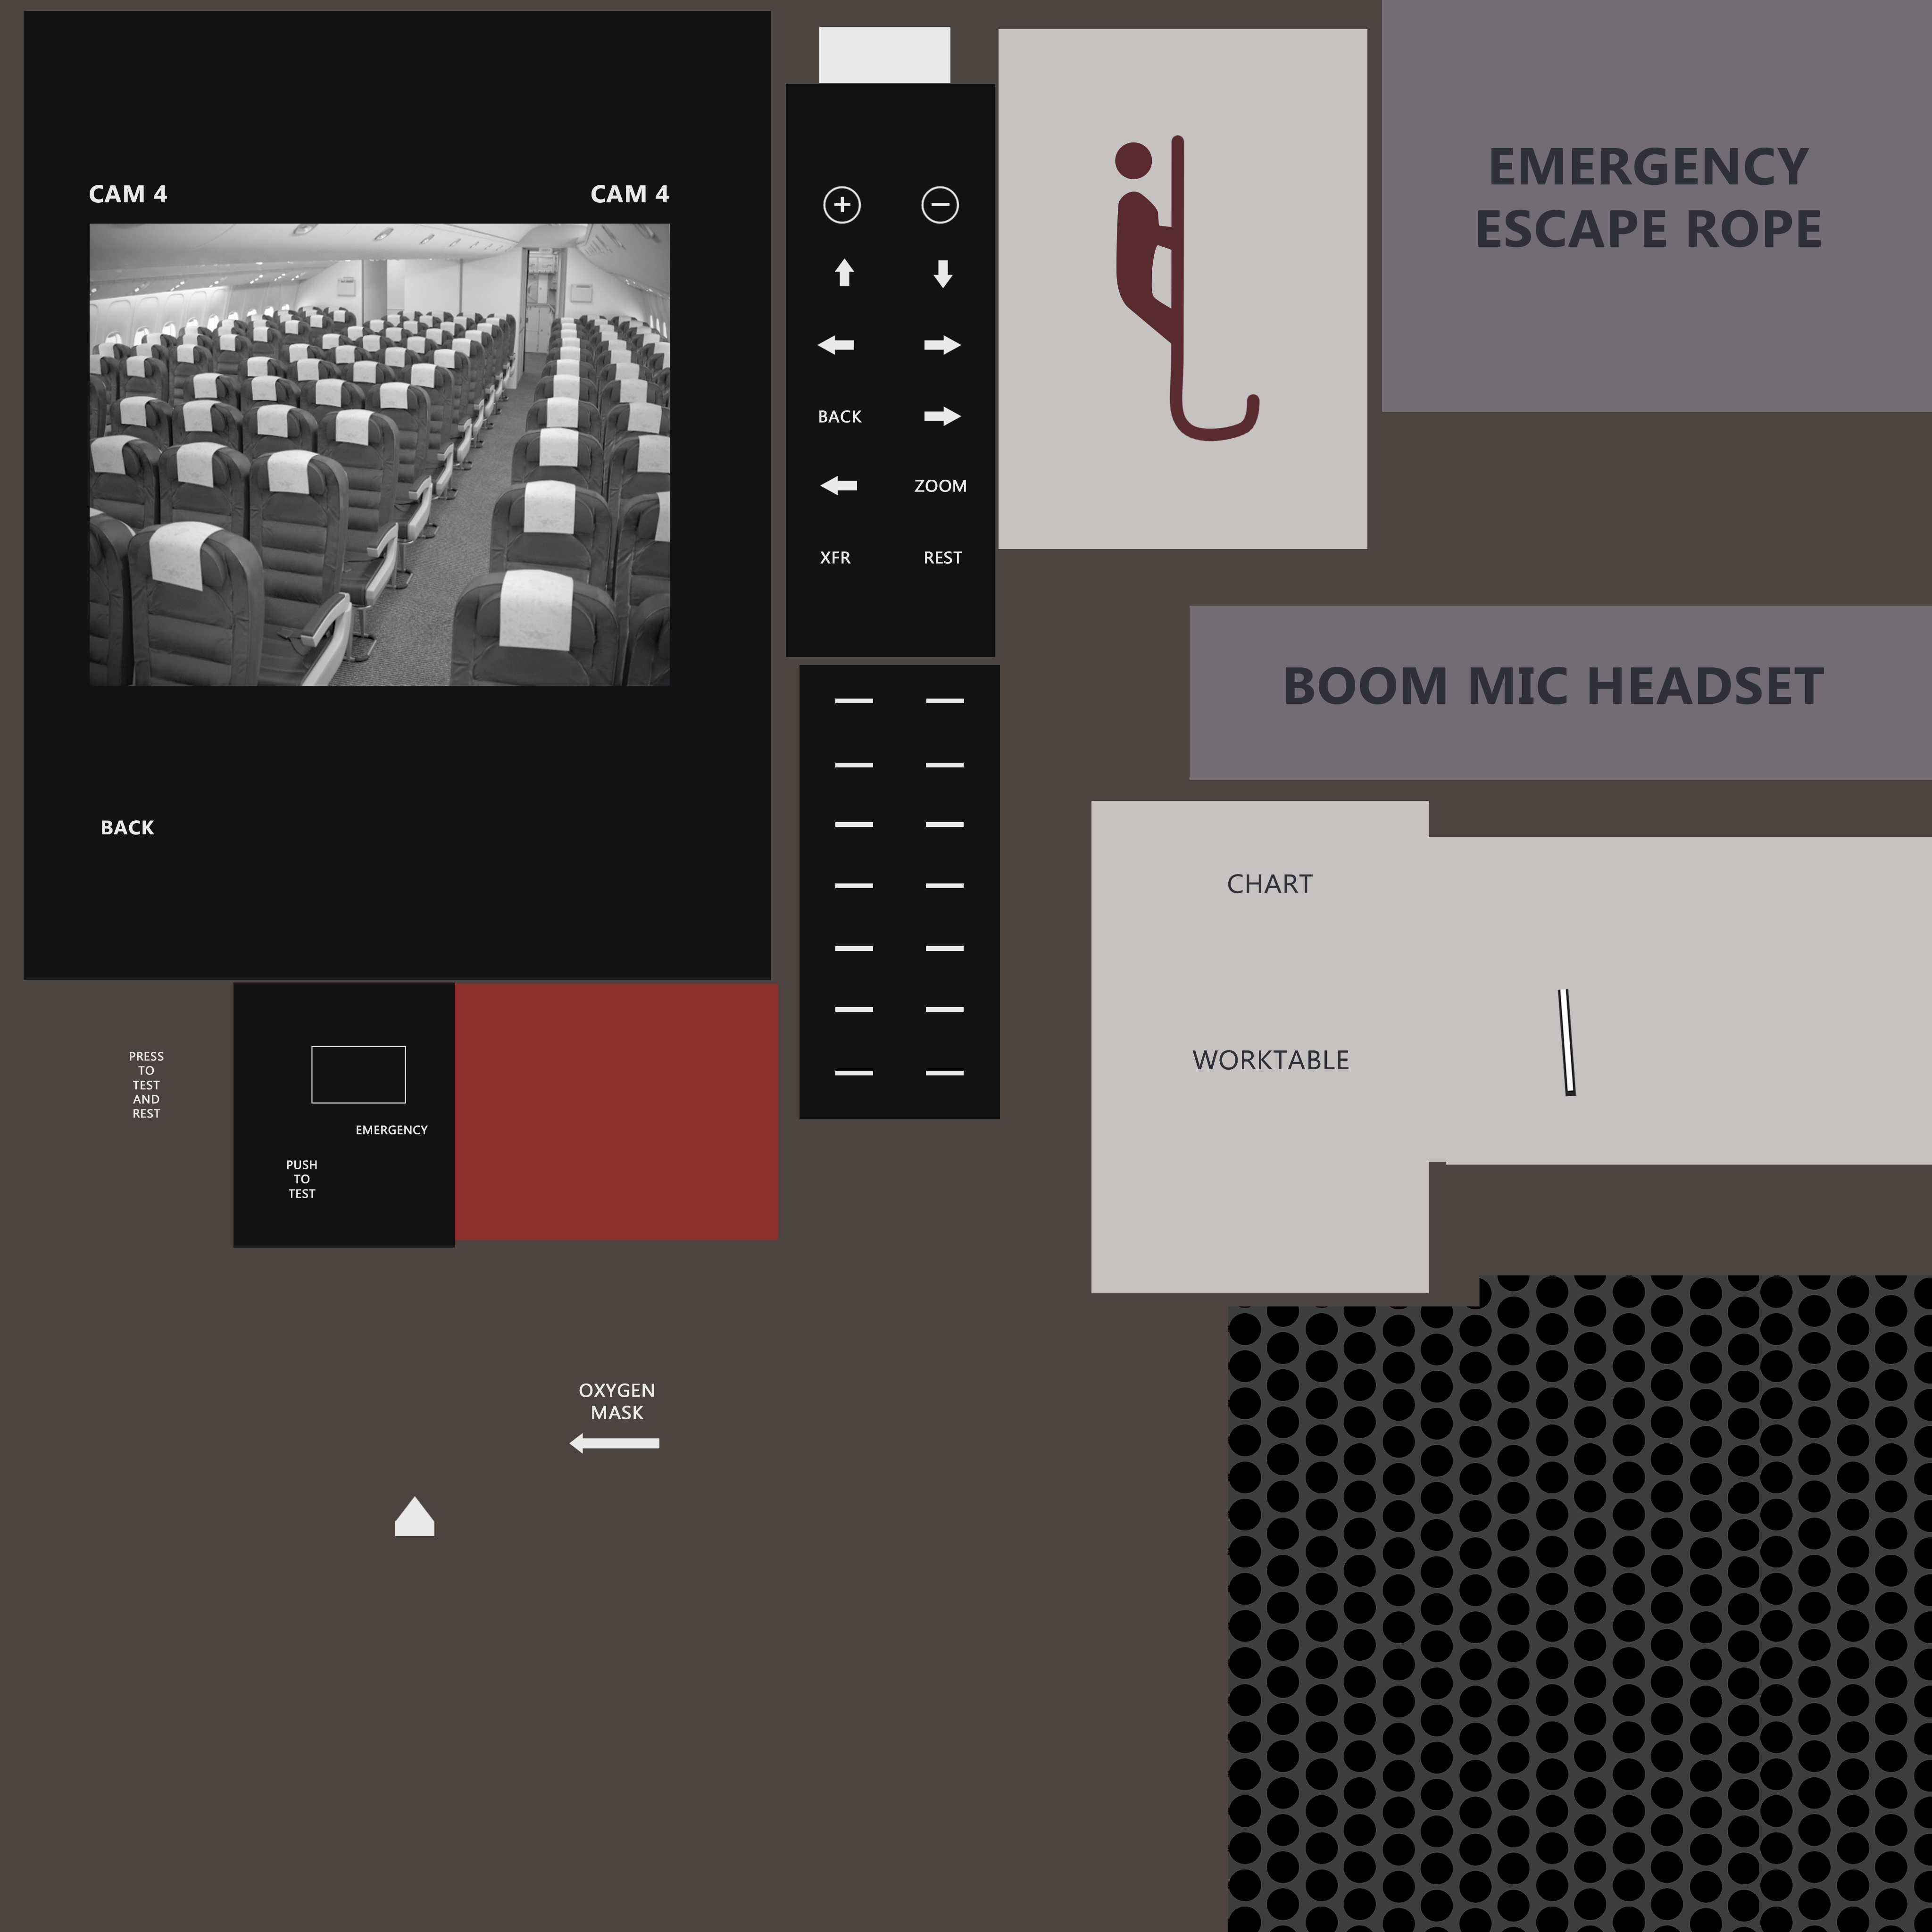 CAM 4
CAM 4
BACK
BACK
ZOOM
XFR
REST
EMERGENCY
ESCAPE ROPE
BOOM MIC HEADSET
CHART
WORKTABLE
PRESS
TO
TEST
AND
REST
EMERGENCY
PUSH
TO
TEST
OXYGEN
MASK